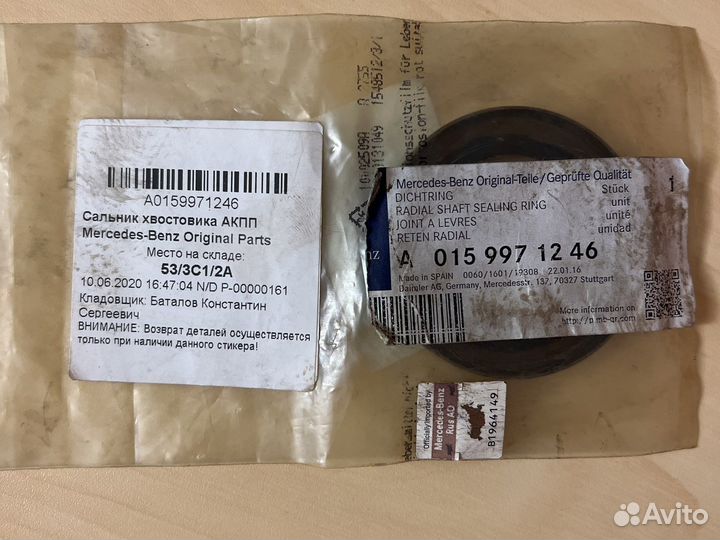 A0159971246
Сальник хвостовика АКПП
Mercedes-Benz Original Parts
Место на складе:
53/3C1/2A
10.06.2020 16:47:04 N/D P-00000161
Кладовщик: Баталов Константин
Сергеевич
ВНИМАНИЕ: Возврат деталей осуществляется
только при наличии данного стикера!
Mercedes-Benz Original-Teile/Geprüfte Qualität
DICHTRING Stück 1
RADIAL SHAFT SEALING RING unit
JOINT A LEVRES unité
RETEN RADIAL unidad
A 015 997 12 46
Made in SPAIN 0060/1601/19308 22.01.16
Daimler AG, Germany, Mercedesstr. 137, 70327 Stuttgart
More information on
Officially imported by:
Mercedes-Benz
Rus AO
B1964149
Avito